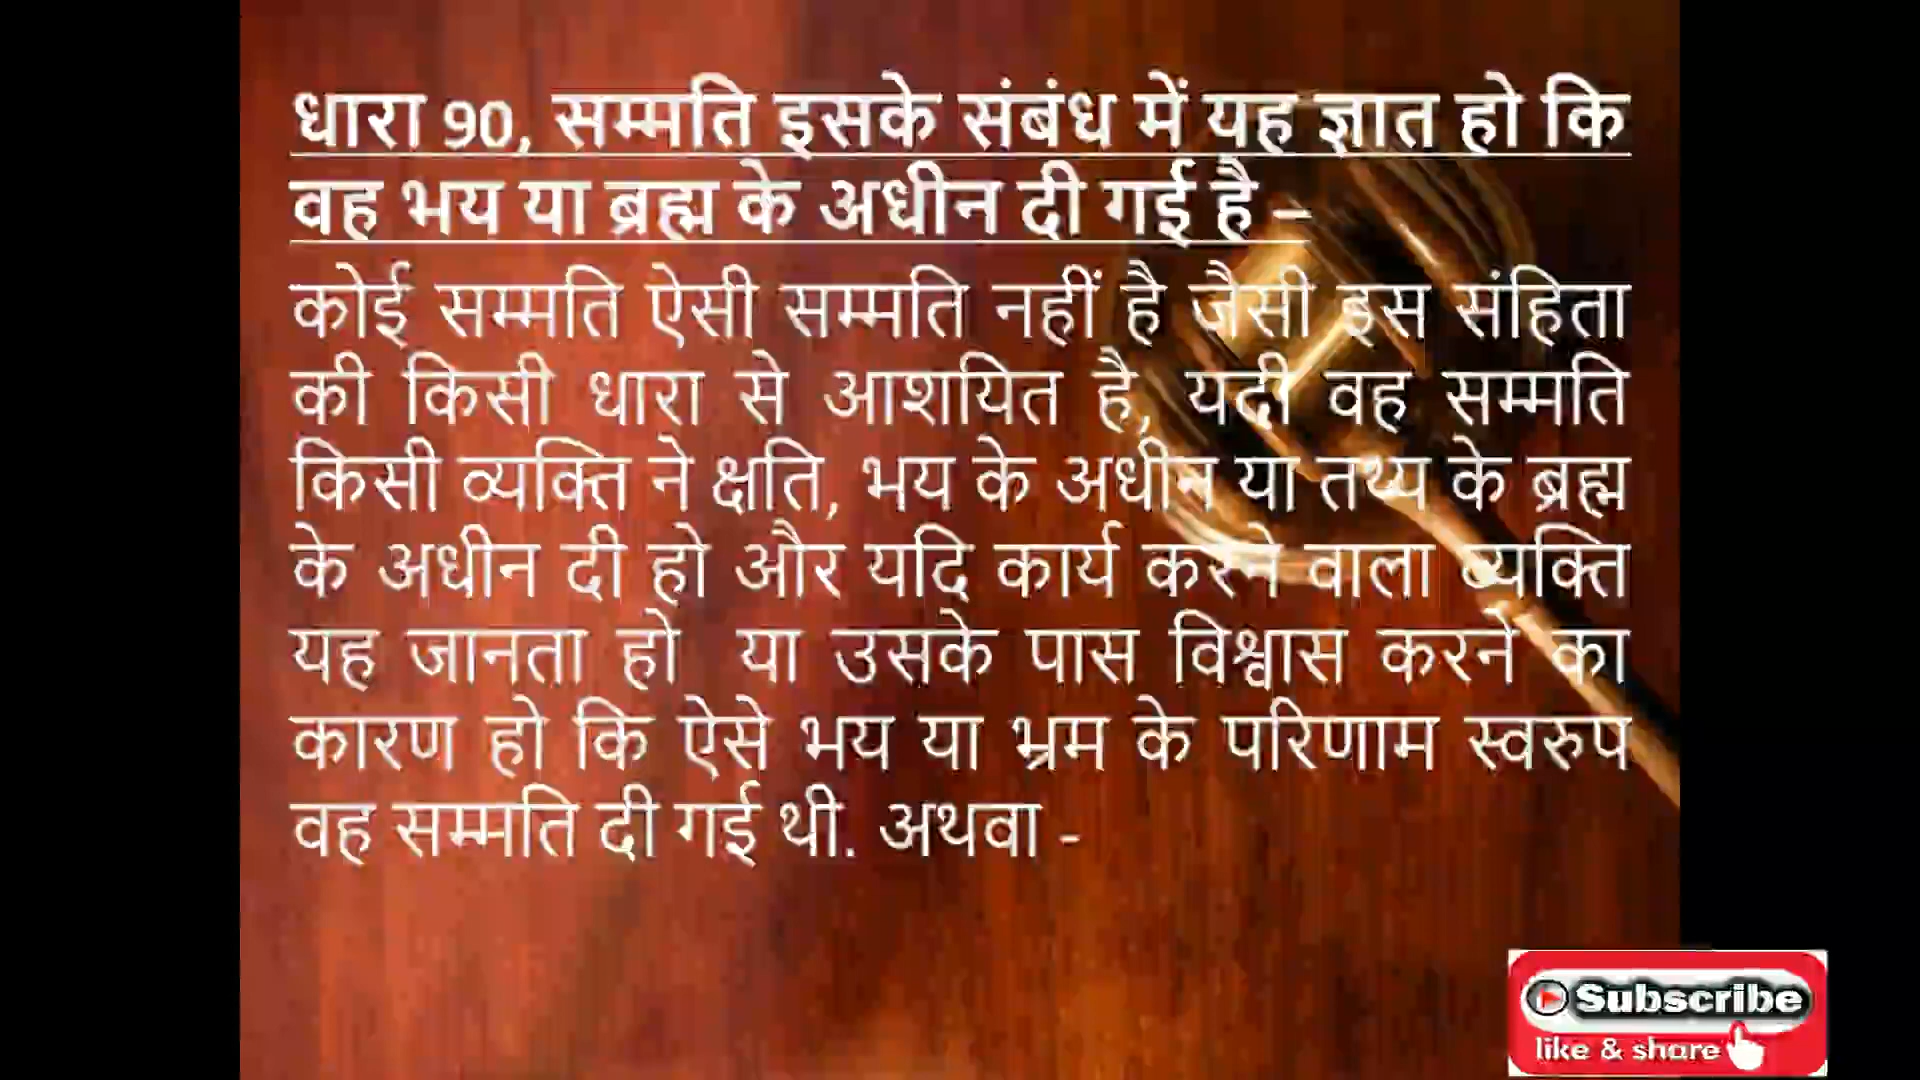 धारा 90, सम्मति इसके संबंध में यह ज्ञात हो कि
वह भय या ब्रह्म के अधीन दी गई है –
कोई सम्मति ऐसी सम्मति नहीं है जैसी इस संहिता
की किसी धारा से आशयित है, यदी वह सम्मति
किसी व्यक्ति ने क्षति, भय के अधीन या तथ्य के ब्रह्म
के अधीन दी हो और यदि कार्य करने वाला व्यक्ति
यह जानता हो या उसके पास विश्वास करने का
कारण हो कि ऐसे भय या भ्रम के परिणाम स्वरुप
वह सम्मति दी गई थी. अथवा -
Subscribe
like & share